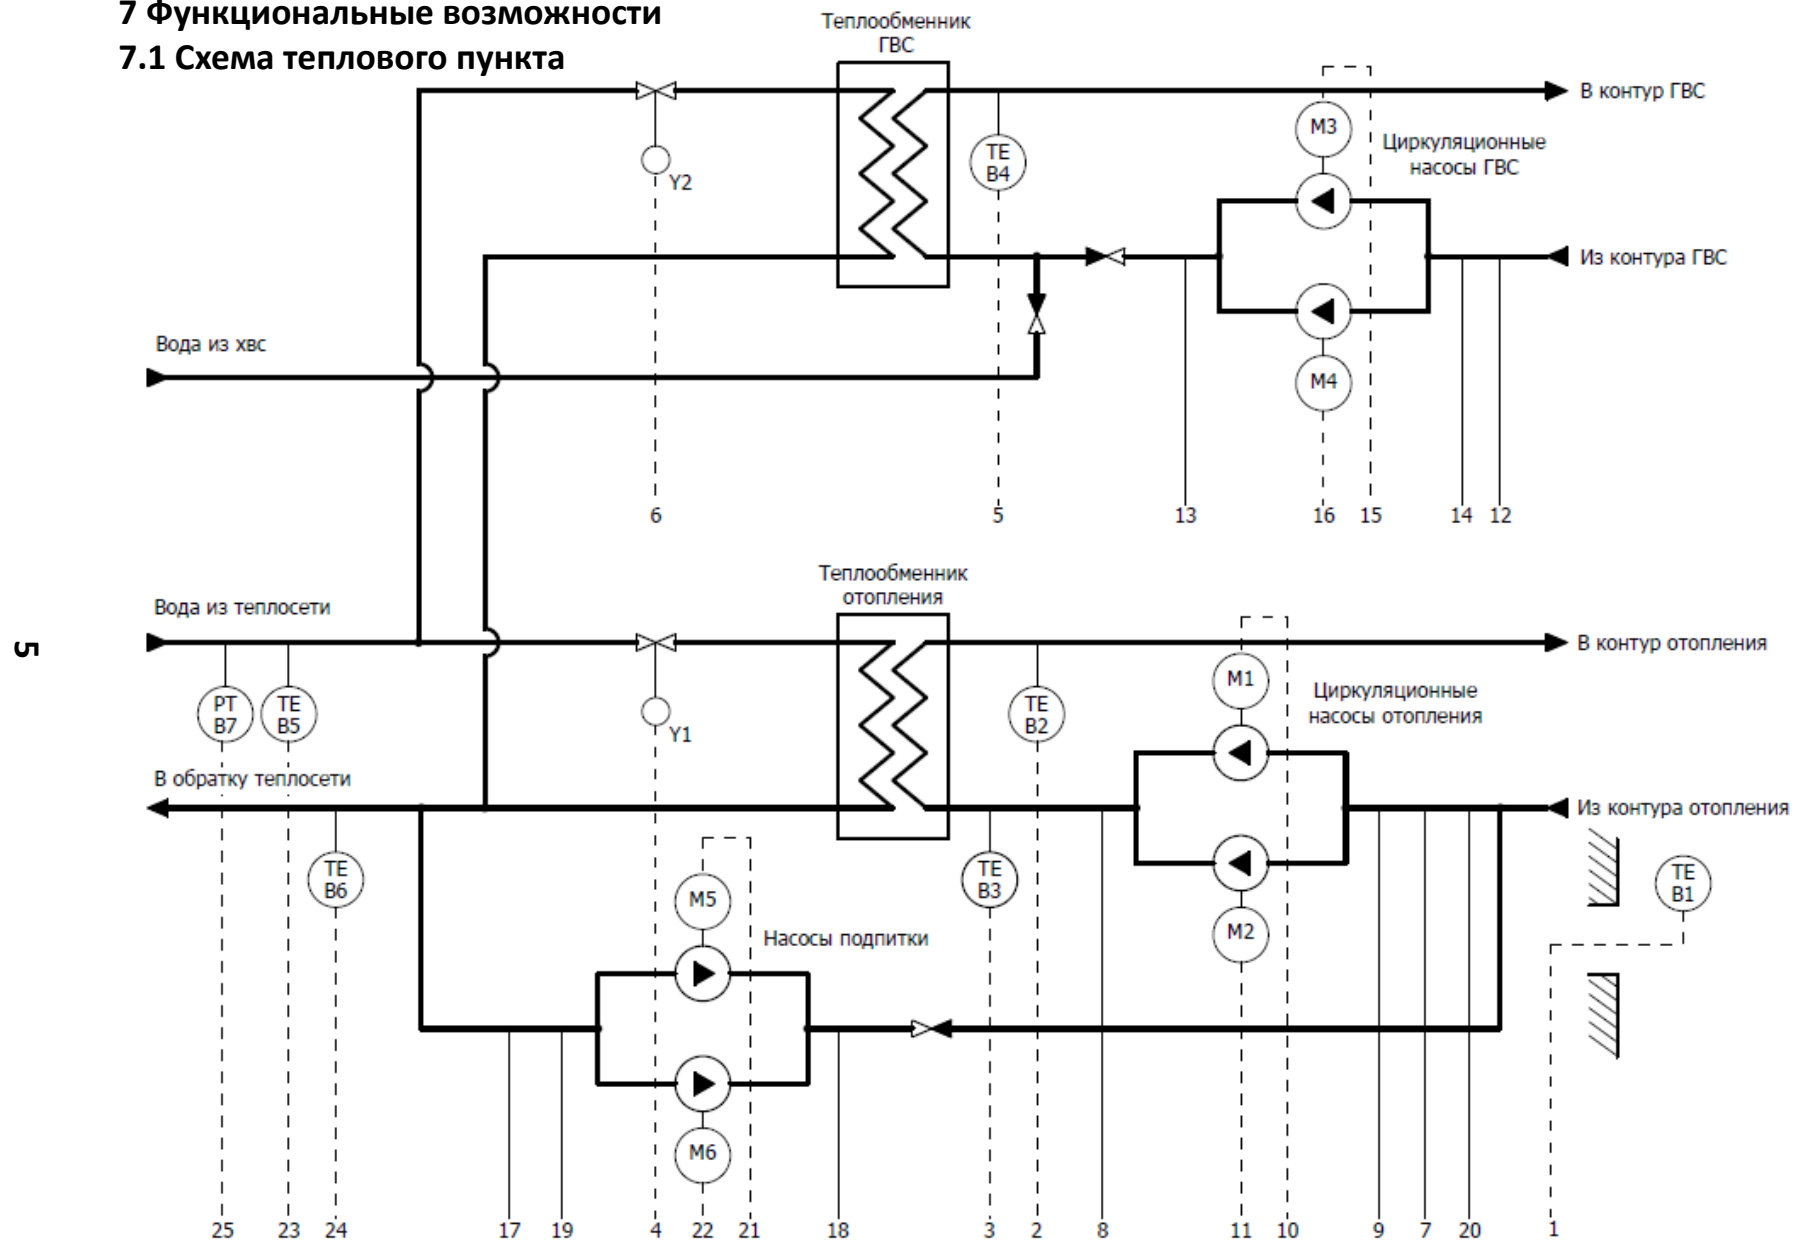 7 Функциональные возможности
7.1 Схема теплового пункта
Теплообменник
ГВС
В контур ГВС
M3
Циркуляционные
насосы ГВС
TE
B4
Y2
Из контура ГВС
Вода из хвс
M4
6
5
13
16
15
14
12
Теплообменник
отопления
Вода из теплосети
В контур отопления
M1
Циркуляционные
насосы отопления
PT
B7
TE
B5
Y1
TE
B2
В обратку теплосети
Из контура отопления
TE
B6
M5
TE
B3
M2
TE
B1
Насосы подпитки
M6
25
23
24
17
19
4
22
21
18
3
2
8
11
10
9
7
20
1
5